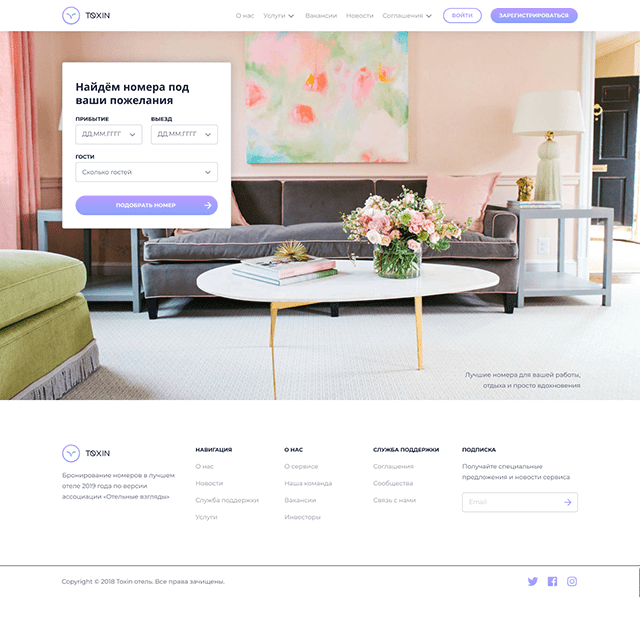 TOXIN
О нас Услуги Вакансии Новости Соглашения ВОЙТИ ЗАРЕГИСТРИРОВАТЬСЯ
Найдём номера под
ваши пожелания
ПРИБЫТИЕ ВЫЕЗД
ДД.ММ.ГГГГ ДД.ММ.ГГГГ
ГОСТИ
Сколько гостей
ПОДОБРАТЬ НОМЕР
Лучшие номера для вашей работы,
отдыха и просто вдохновения
TOXIN
Бронирование номеров в лучшем
отеле 2019 года по версии
ассоциации «Отельные взгляды»
НАВИГАЦИЯ
О нас
Новости
Служба поддержки
Услуги
О НАС
О сервисе
Наша команда
Вакансии
Инвесторы
СЛУЖБА ПОДДЕРЖКИ
Соглашения
Сообщества
Связь с нами
ПОДПИСКА
Получайте специальные
предложения и новости сервиса
Email
Copyright © 2018 Toxin отель. Все права зачищены.